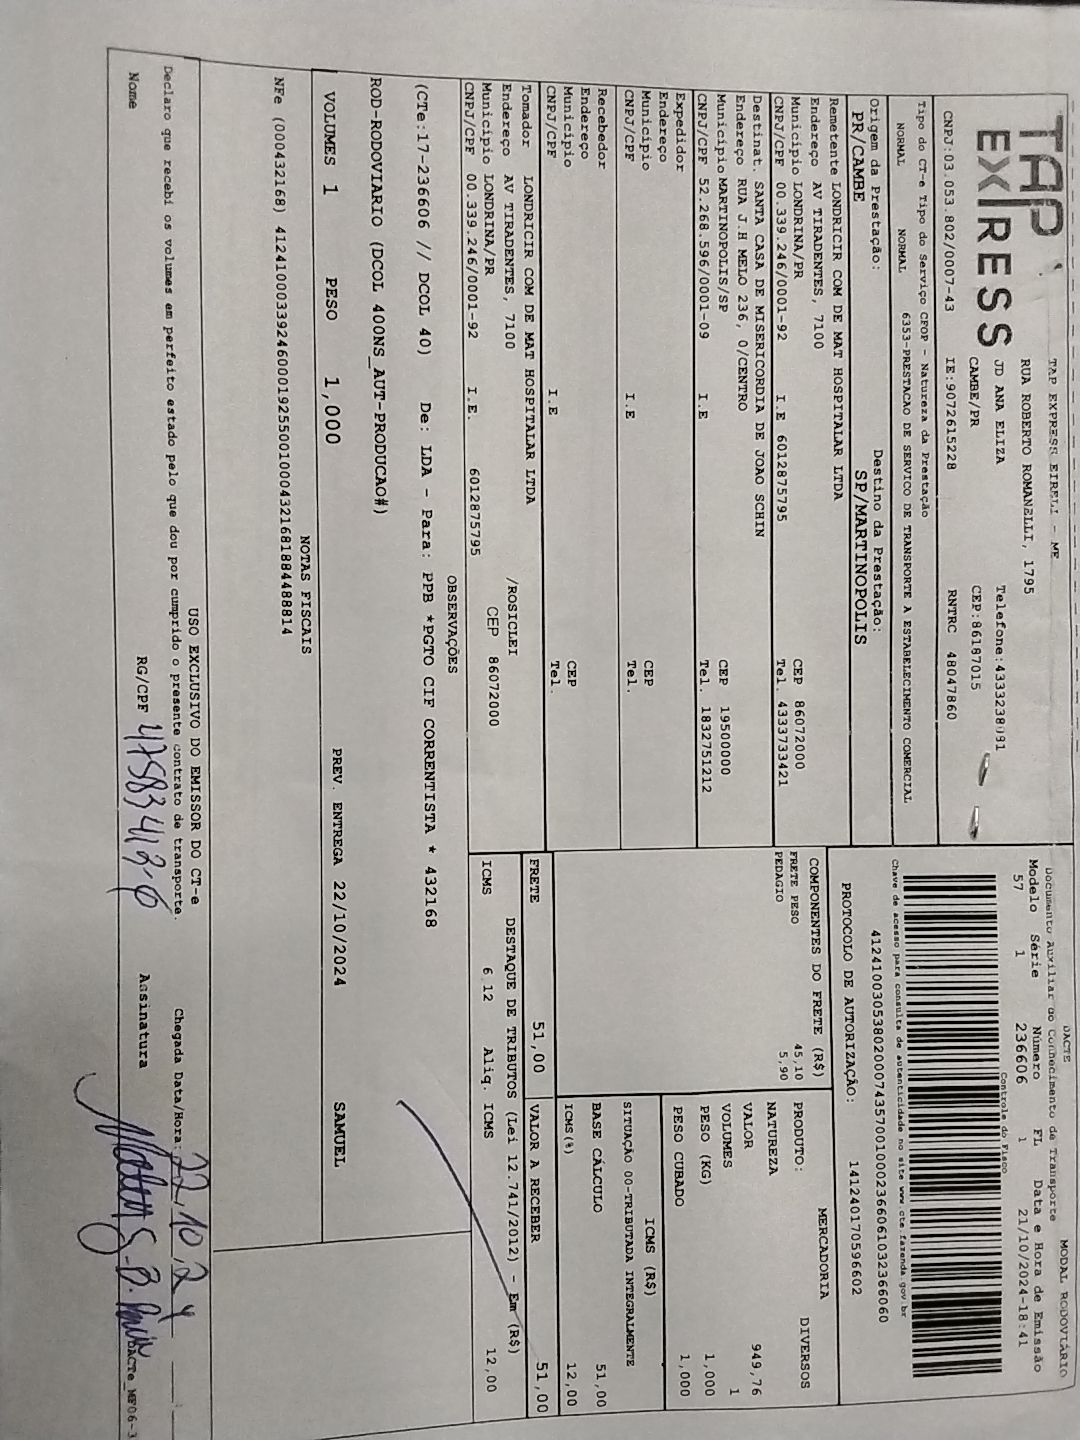 TAP EXPRESS
TAP EXPRESS EIRELI - ME
RUA ROBERTO ROMANELLI, 1795
JD ANA ELIZA Telefone:4333238091
CAMBE/PR CEP:86187015
CNPJ:03.053.802/0007-43 IE:9072615228 RNTRC 48047860
DACTE MODAL RODOVIÁRIO
Documento Auxiliar do Conhecimento de Transporte
Modelo Série Número FL Data e Hora de Emissão
57 1 236606 1 21/10/2024-18:41
Controle do Fisco
Chave de acesso para consulta de autenticidade no site www.cte.fazenda.gov.br
PROTOCOLO DE AUTORIZAÇÃO: 141240170596602
Tipo do CT-e Tipo do Serviço CFOP - Natureza da Prestação
NORMAL NORMAL 6353-PRESTACAO DE SERVICO DE TRANSPORTE A ESTABELECIMENTO COMERCIAL
Origem da Prestação: Destino da Prestação:
PR/CAMBE SP/MARTINOPOLIS
Remetente LONDRICIR COM DE MAT HOSPITALAR LTDA
Endereço AV TIRADENTES, 7100
Município LONDRINA/PR CEP 86072000
CNPJ/CPF 00.339.246/0001-92 I.E 6012875795 Tel. 4333733421
Destinat. SANTA CASA DE MISERICORDIA DE JOAO SCHIN
Endereço RUA J.H MELO 236, 0/CENTRO
Município MARTINOPOLIS/SP CEP 19500000
CNPJ/CPF 52.268.596/0001-09 I.E Tel. 1832751212
Expedidor
Endereço
Município CEP
CNPJ/CPF I.E Tel.
Recebedor
Endereço
Município CEP
CNPJ/CPF I.E Tel.
Tomador LONDRICIR COM DE MAT HOSPITALAR LTDA
Endereço AV TIRADENTES, 7100 /ROSICLEI
Município LONDRINA/PR CEP 86072000
CNPJ/CPF 00.339.246/0001-92 I.E. 6012875795
COMPONENTES DO FRETE (R$)
FRETE PESO 45,10
PEDAGIO 5,90
MERCADORIA
PRODUTO: DIVERSOS
NATUREZA
VALOR 949,76
VOLUMES 1
PESO (KG) 1,000
PESO CUBADO 1,000
ICMS (R$)
SITUAÇÃO 00-TRIBUTADA INTEGRALMENTE
BASE CÁLCULO 51,00
ICMS(%) 12,00
FRETE 51,00 VALOR A RECEBER 51,00
DESTAQUE DE TRIBUTOS (Lei 12.741/2012) - Em (R$)
ICMS 6,12 Aliq. ICMS 12,00
OBSERVAÇÕES
(CTe:17-236606 // DCOL 40) De: LDA - Para: PPB *PGTO CIF CORRENTISTA * 432168
ROD-RODOVIARIO (DCOL 400NS_AUT-PRODUCAO#)
VOLUMES 1 PESO 1,000 PREV. ENTREGA 22/10/2024 SAMUEL
NOTAS FISCAIS
USO EXCLUSIVO DO EMISSOR DO CT-e
Declaro que recebi os volumes em perfeito estado pelo que dou por cumprido o presente contrato de transporte.
Chegada Data/Hora: 22.10.24
Nome RG/CPF Assinatura